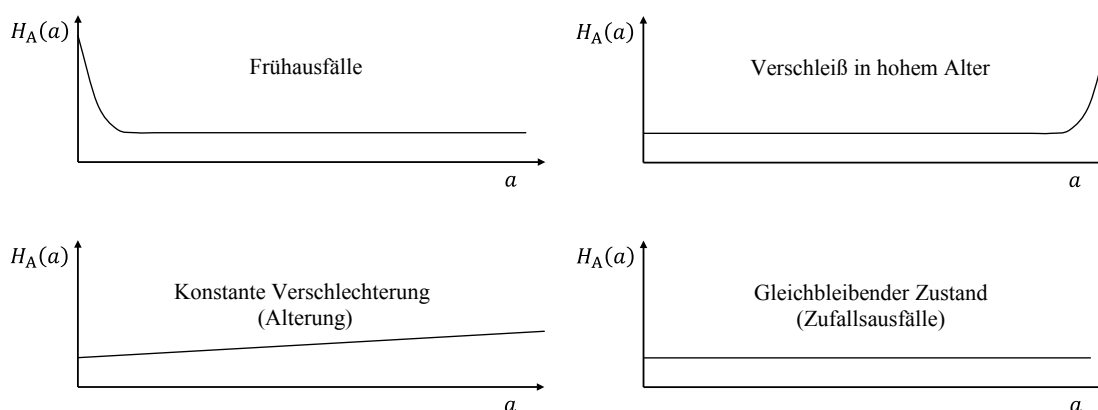 H_A(a)
Frühausfälle
a
H_A(a)
Verschleiß in hohem Alter
a
H_A(a)
Konstante Verschlechterung
(Alterung)
a
H_A(a)
Gleichbleibender Zustand
(Zufallsausfälle)
a